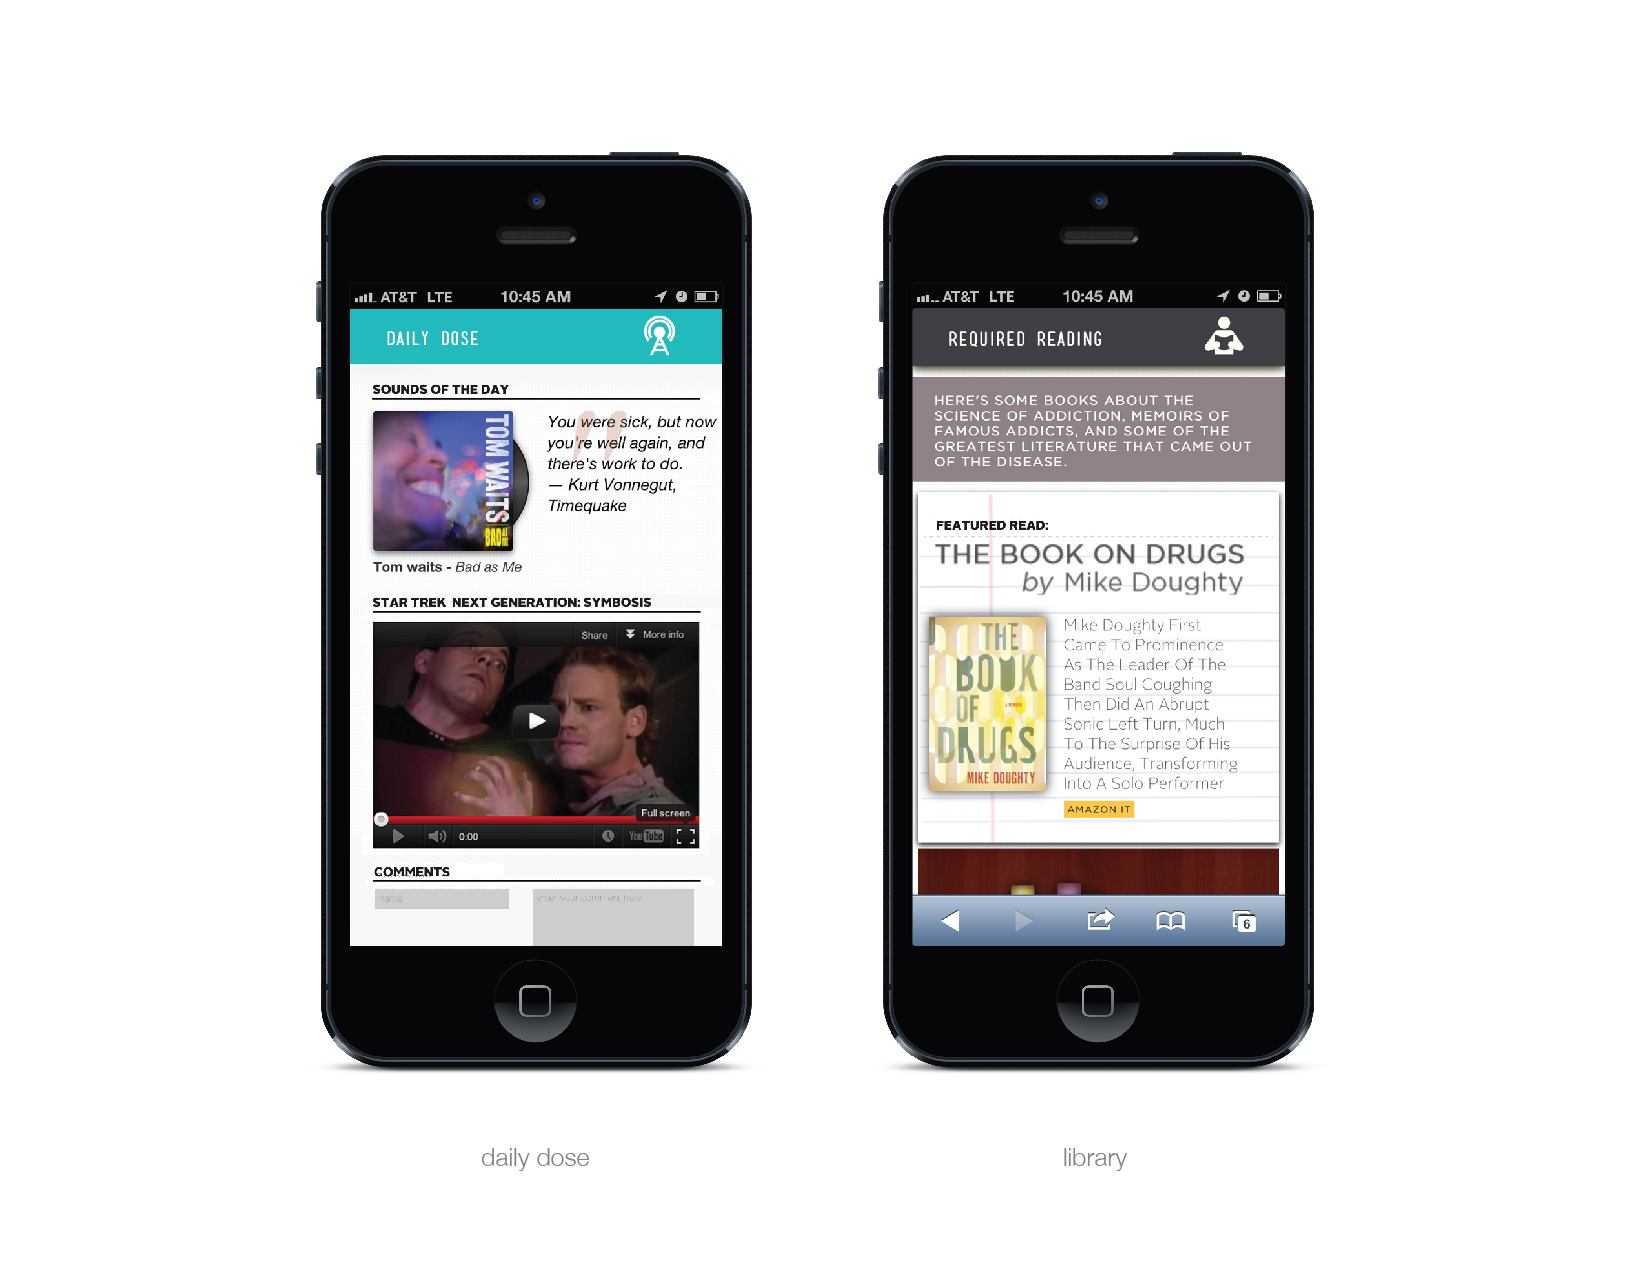 AT&T LTE 10:45 AM
DAILY DOSE
SOUNDS OF THE DAY
TOM WAITS
BAD AS ME
You were sick, but now
you're well again, and
there's work to do.
— Kurt Vonnegut,
Timequake
Tom waits - Bad as Me
STAR TREK NEXT GENERATION: SYMBOSIS
Share More info
Full screen
0:00 YouTube
COMMENTS
name
enter your comment here
daily dose
AT&T LTE 10:45 AM
REQUIRED READING
HERE'S SOME BOOKS ABOUT THE
SCIENCE OF ADDICTION, MEMOIRS OF
FAMOUS ADDICTS, AND SOME OF THE
GREATEST LITERATURE THAT CAME OUT
OF THE DISEASE.
FEATURED READ:
THE BOOK ON DRUGS
by Mike Doughty
THE
BOOK
OF
DRUGS
MIKE DOUGHTY
Mike Doughty First
Came To Prominence
As The Leader Of The
Band Soul Coughing
Then Did An Abrupt
Sonic Left Turn, Much
To The Surprise Of His
Audience, Transforming
Into A Solo Performer
AMAZON IT
6
library